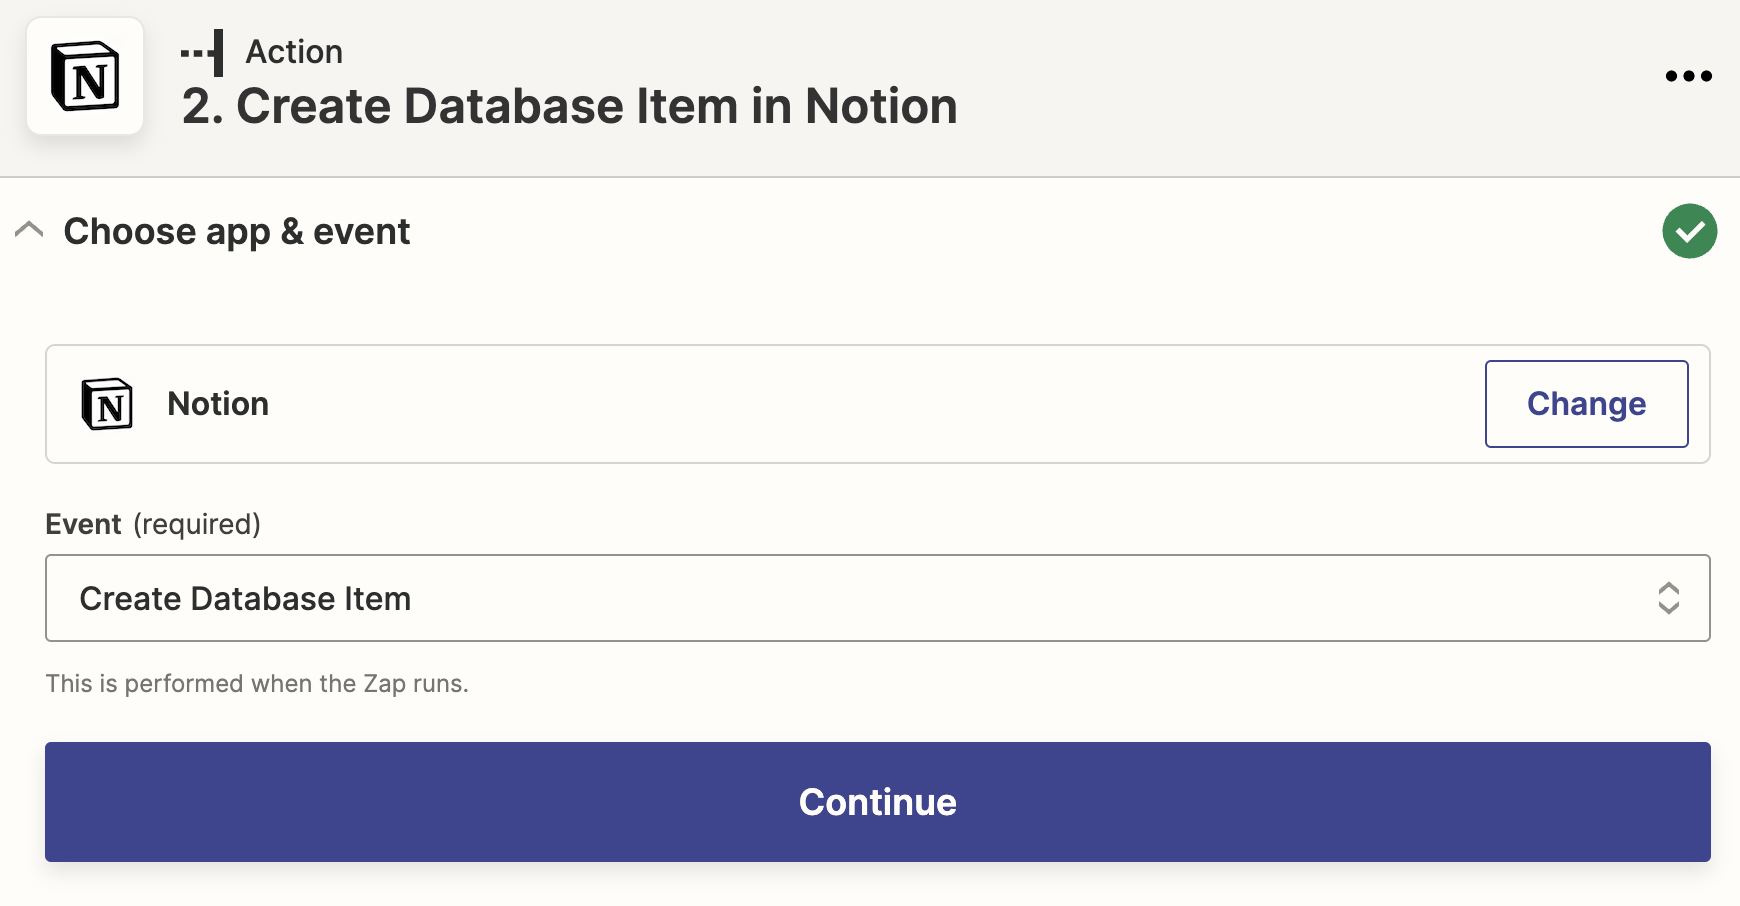 Action
2. Create Database Item in Notion
Choose app & event
Notion
Change
Event (required)
Create Database Item
This is performed when the Zap runs.
Continue